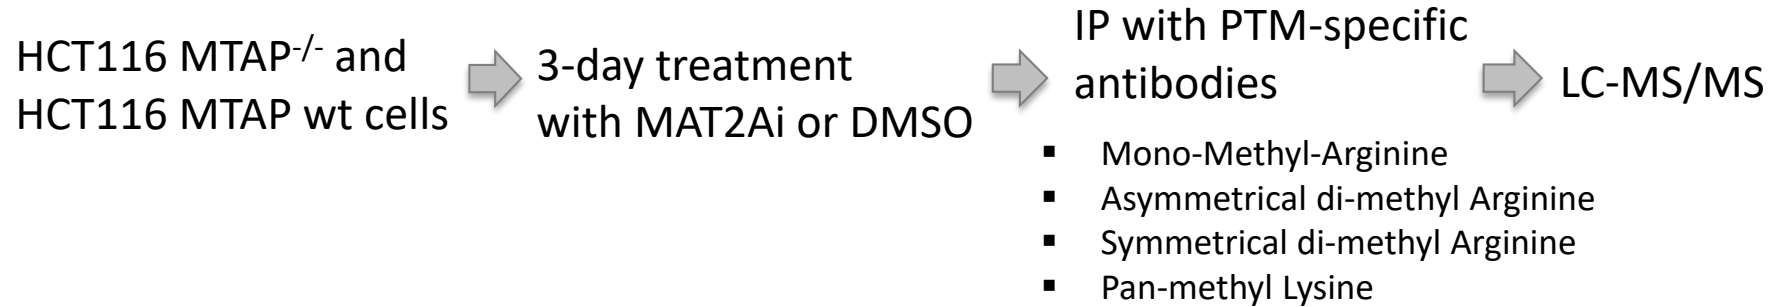 HCT116 MTAP-/- and
HCT116 MTAP wt cells
3-day treatment
with MAT2Ai or DMSO
IP with PTM-specific
antibodies
▪ Mono-Methyl-Arginine
▪ Asymmetrical di-methyl Arginine
▪ Symmetrical di-methyl Arginine
▪ Pan-methyl Lysine
LC-MS/MS